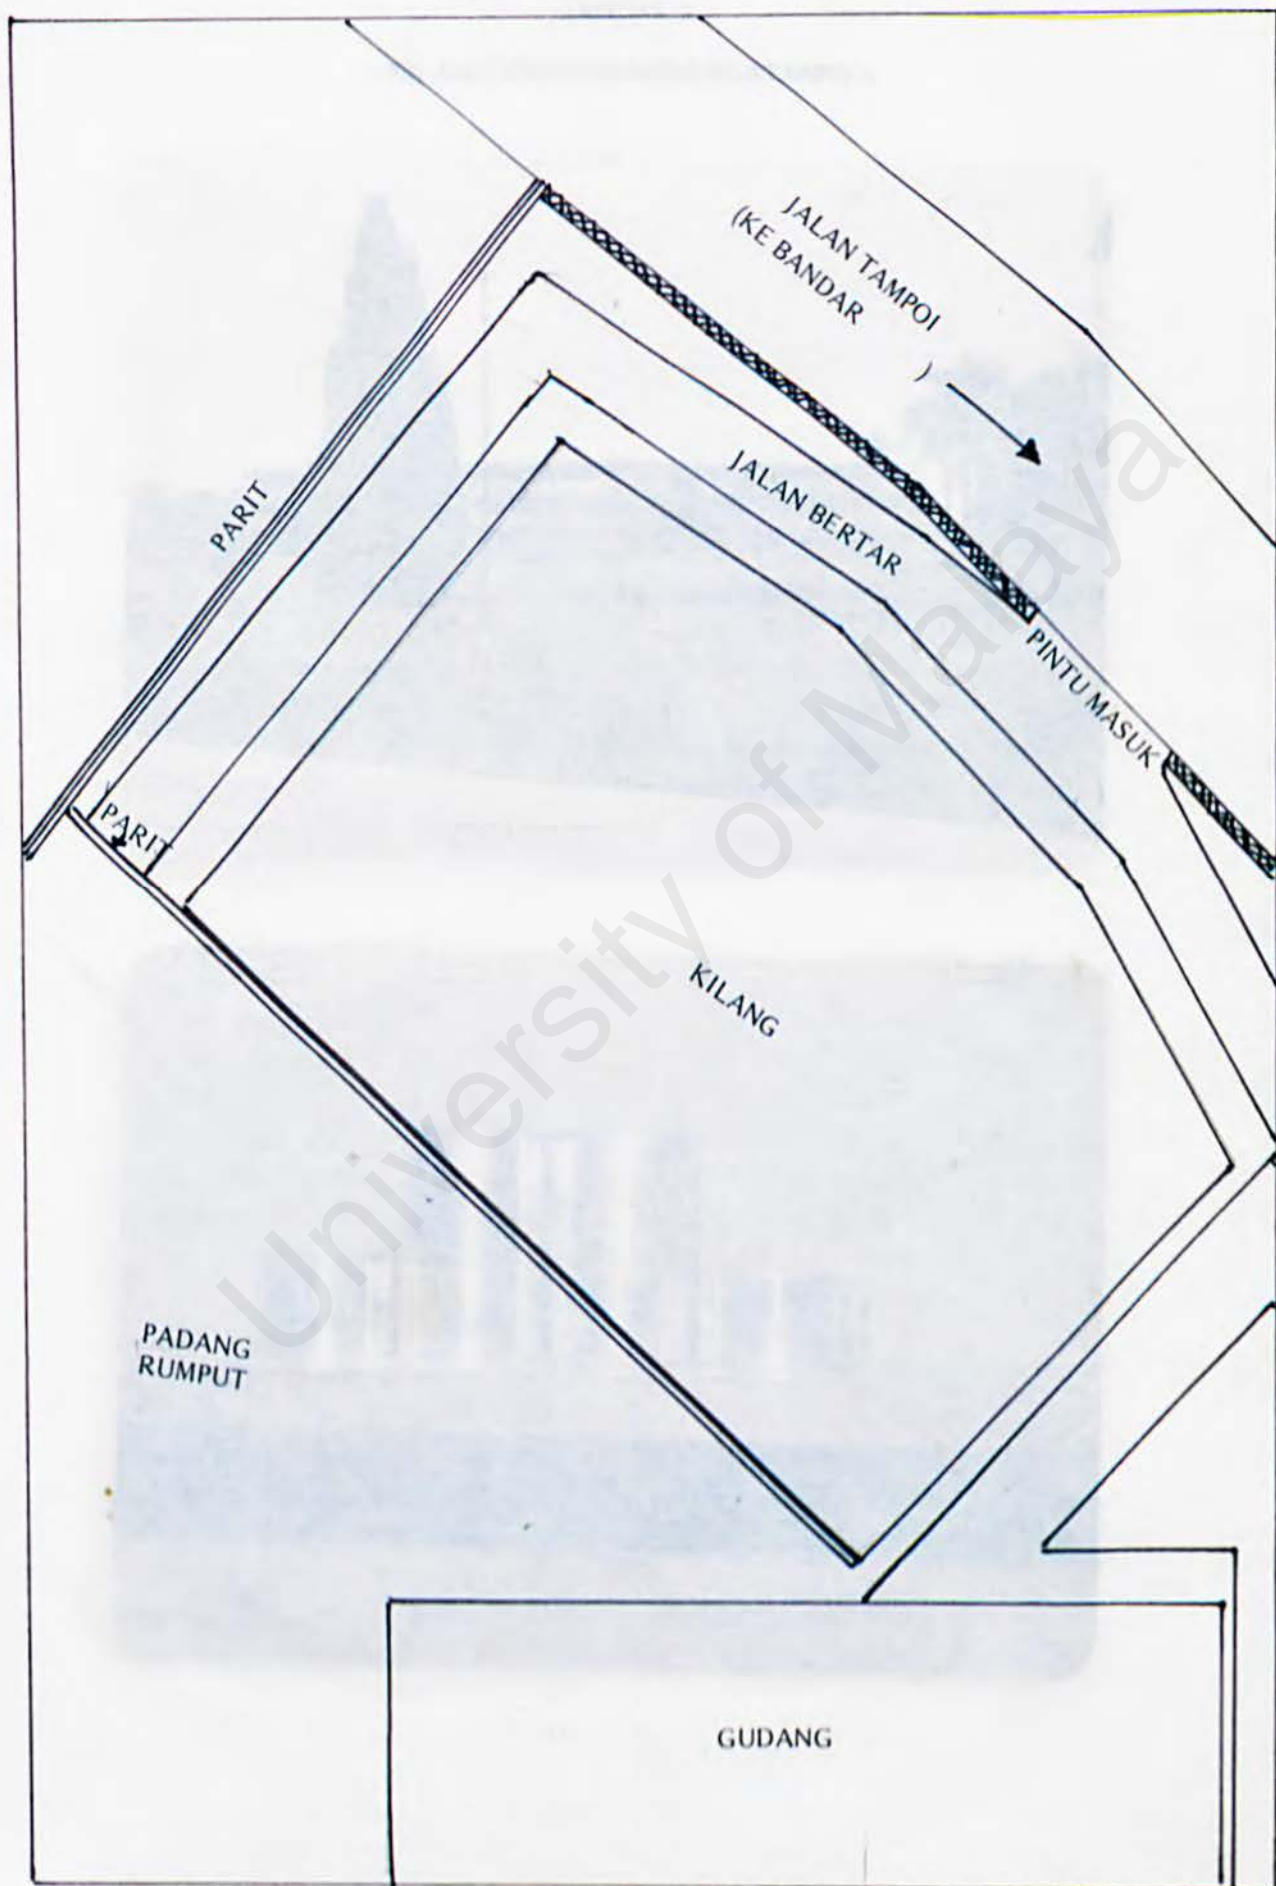 JALAN TAMPOI
(KE BANDAR
)
PARIT
JALAN BERTAR
PINTU MASUK
PARIT
KILANG
PADANG
RUMPUT
GUDANG
University of Malaya